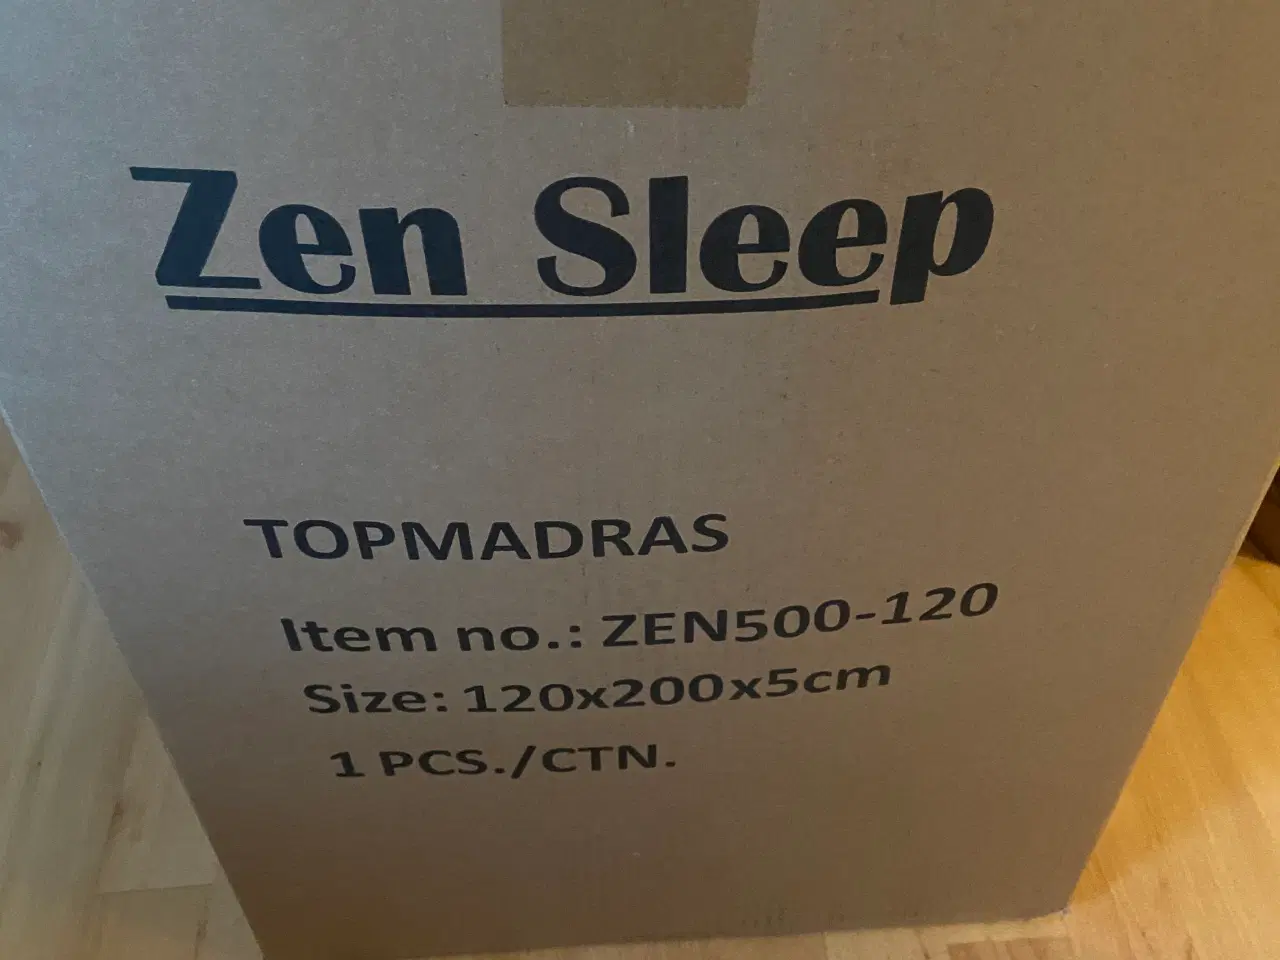 Zen Sleep
TOPMADRAS
Item no.: ZEN500-120
Size: 120x200x5cm
1 PCS./CTN.